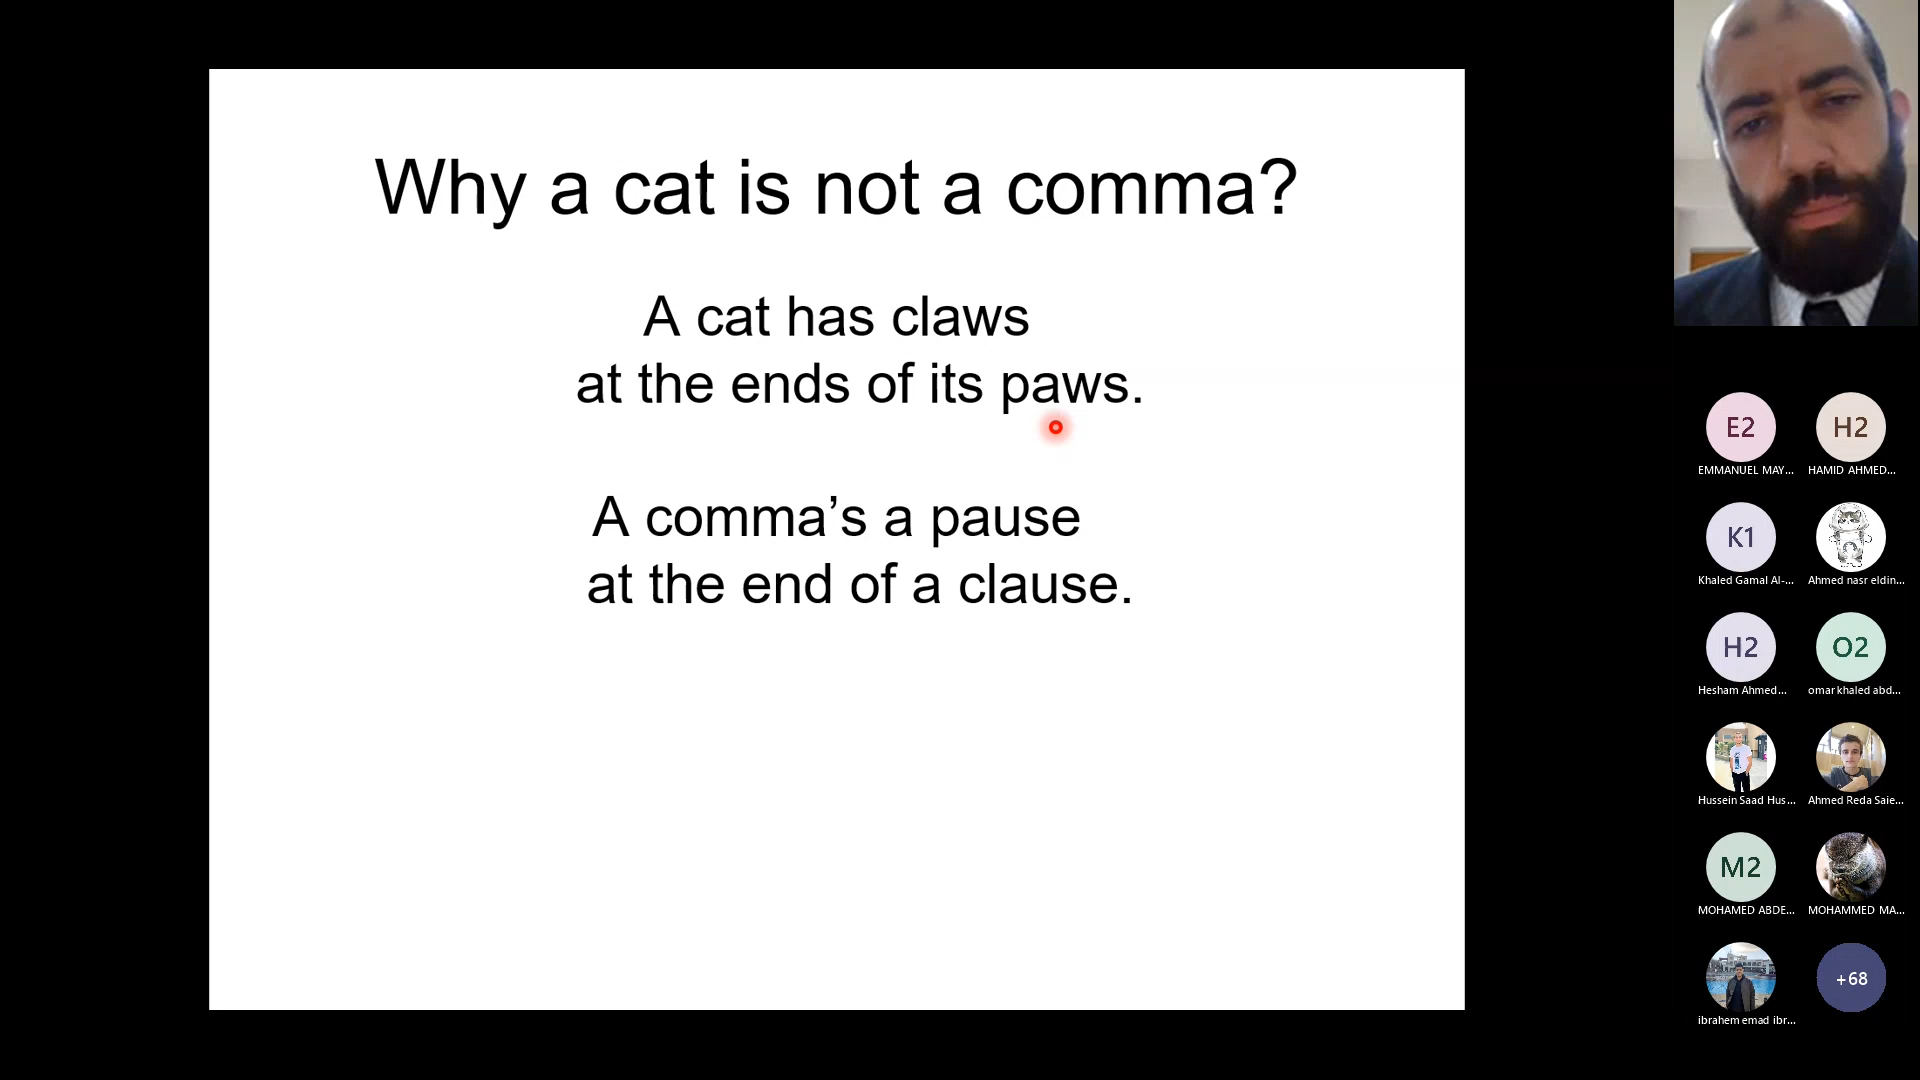 Why a cat is not a comma?
A cat has claws
at the ends of its paws.
A comma’s a pause
at the end of a clause.
E2
H2
EMMANUEL MAY...
HAMID AHMED...
K1
Khaled Gamal Al-...
Ahmed nasr eldin...
H2
O2
Hesham Ahmed...
omar khaled abd...
Hussein Saad Hus...
Ahmed Reda Saie...
M2
MOHAMED ABDE...
MOHAMMED MA...
+68
ibrahem emad ibr...